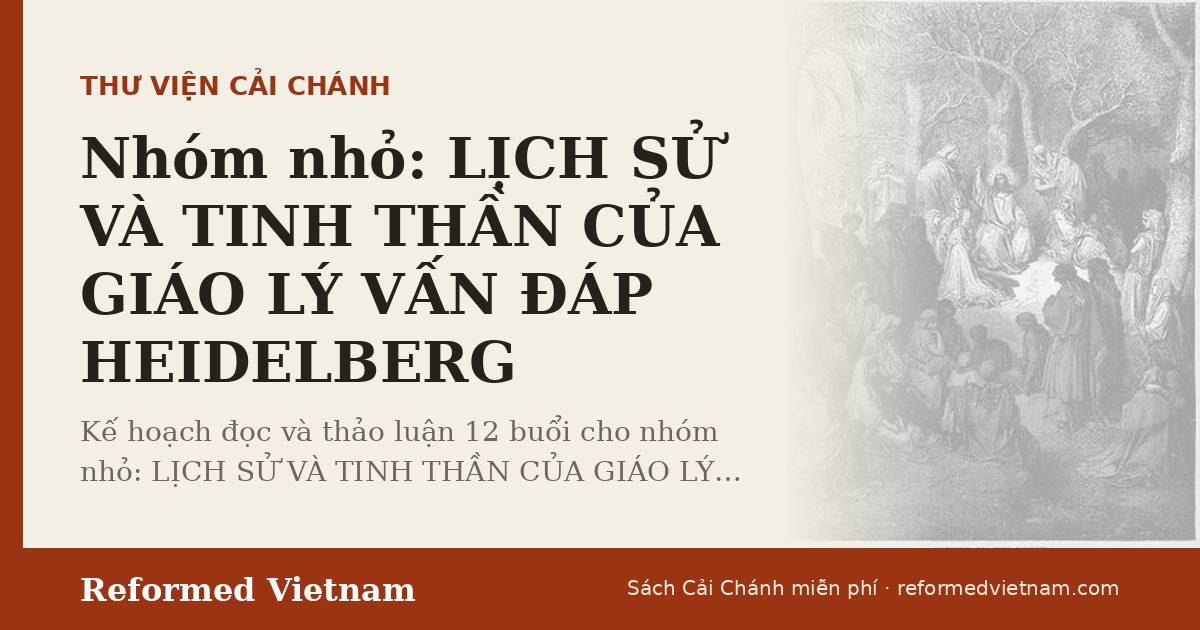 THƯ VIỆN CẢI CHÁNH
Nhóm nhỏ: LỊCH SỬ
VÀ TINH THẦN CỦA
GIÁO LÝ VẤN ĐÁP
HEIDELBERG
Kế hoạch đọc và thảo luận 12 buổi cho nhóm
nhỏ: LỊCH SỬ VÀ TINH THẦN CỦA GIÁO LÝ...
Reformed Vietnam
Sách Cải Chánh miễn phí · reformedvietnam.com